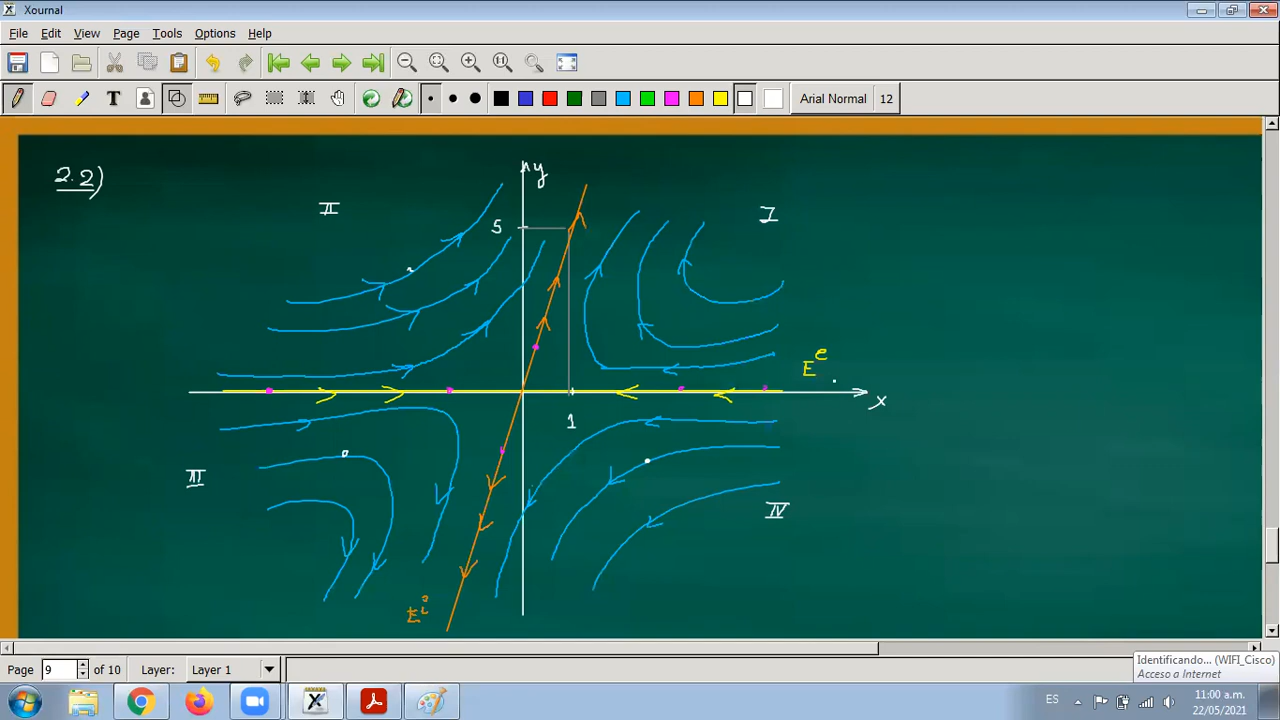 Xournal
File Edit View Page Tools Options Help
Arial Normal 12
2.2)
y
II
I
5
E^e
x
1
III
IV
E^i
Page 9 of 10 Layer: Layer 1
Identificando... (WIFI_Cisco)
Acceso a Internet
ES
11:00 a.m.
22/05/2021